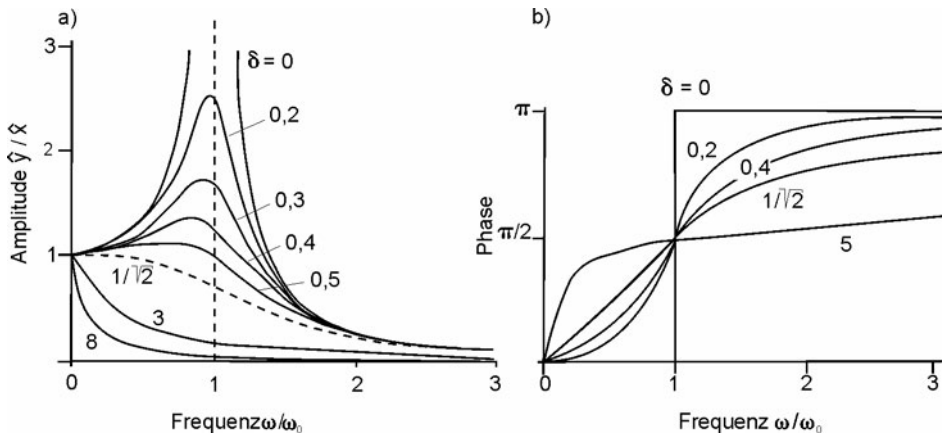 a)
Amplitude ŷ / x̂
3
2
1
0
1
2
3
δ = 0
0,2
0,3
0,4
0,5
1/√2
3
8
Frequenz ω/ω₀
b)
Phase
π
π/2
0
1
2
3
δ = 0
0,2
0,4
1/√2
5
Frequenz ω/ω₀